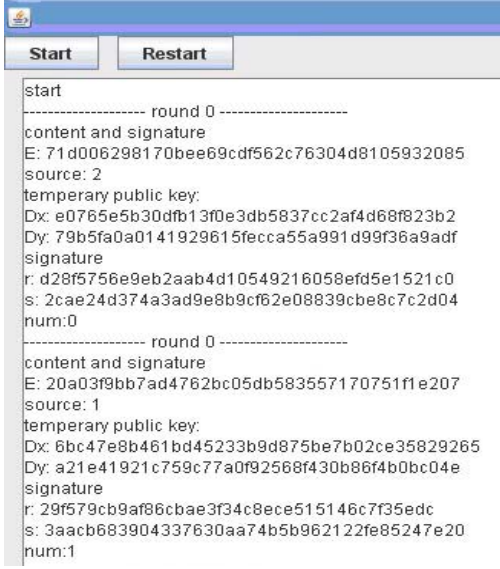 Start Restart
start
-------------------- round 0 ---------------------
content and signature
E: 71d006298170bee69cdf562c76304d8105932085
source: 2
temperary public key:
Dx: e0765e5b30dfb13f0e3db5837cc2af4d68f823b2
Dy: 79b5fa0a0141929615fecca55a991d99f36a9adf
signature
r: d28f5756e9eb2aab4d10549216058efd5e1521c0
s: 2cae24d374a3ad9e8b9cf62e08839cbe8c7c2d04
num:0
-------------------- round 0 ---------------------
content and signature
E: 20a03f9bb7ad4762bc05db583557170751f1e207
source: 1
temperary public key:
Dx: 6bc47e8b461bd45233b9d875be7b02ce35829265
Dy: a21e41921c759c77a0f92568f430b86f4b0bc04e
signature
r: 29f579cb9af86cbae3f34c8ece515146c7f35edc
s: 3aacb683904337630aa74b5b962122fe85247e20
num:1